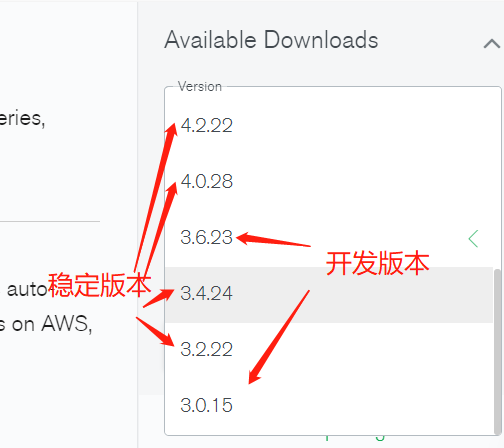 Available Downloads
Version
eries,
4.2.22
4.0.28
3.6.23
开发版本
auto
稳定版本
3.4.24
s on AWS,
3.2.22
3.0.15